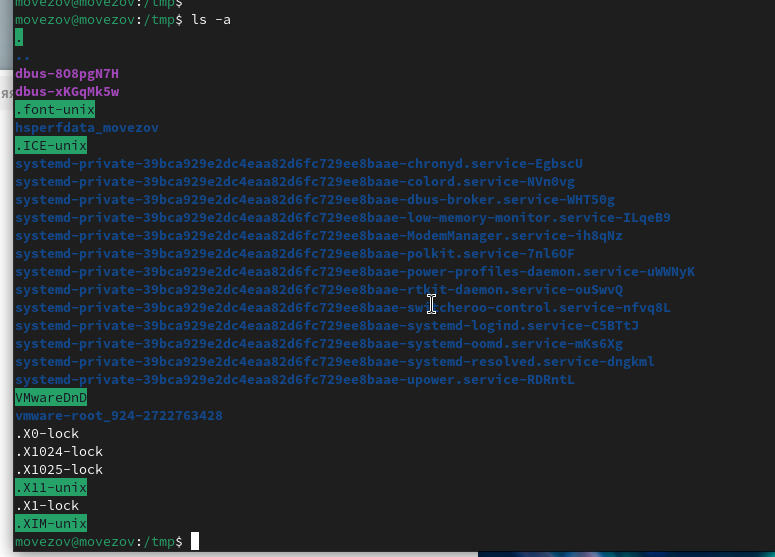 movezov@movezov:/tmp$
movezov@movezov:/tmp$ ls -a
.
..
dbus-8O8pgN7H
dbus-xKGqMk5w
.font-unix
hsperfdata_movezov
.ICE-unix
systemd-private-39bca929e2dc4eaa82d6fc729ee8baae-chronyd.service-EgbscU
systemd-private-39bca929e2dc4eaa82d6fc729ee8baae-colord.service-NVn0vg
systemd-private-39bca929e2dc4eaa82d6fc729ee8baae-dbus-broker.service-WHT50g
systemd-private-39bca929e2dc4eaa82d6fc729ee8baae-low-memory-monitor.service-ILqeB9
systemd-private-39bca929e2dc4eaa82d6fc729ee8baae-ModemManager.service-ih8qNz
systemd-private-39bca929e2dc4eaa82d6fc729ee8baae-polkit.service-7nl6OF
systemd-private-39bca929e2dc4eaa82d6fc729ee8baae-power-profiles-daemon.service-uWWNyK
systemd-private-39bca929e2dc4eaa82d6fc729ee8baae-rtkit-daemon.service-ouSwvQ
systemd-private-39bca929e2dc4eaa82d6fc729ee8baae-switcheroo-control.service-nfvq8L
systemd-private-39bca929e2dc4eaa82d6fc729ee8baae-systemd-logind.service-C5BTtJ
systemd-private-39bca929e2dc4eaa82d6fc729ee8baae-systemd-oomd.service-mKs6Xg
systemd-private-39bca929e2dc4eaa82d6fc729ee8baae-systemd-resolved.service-dngkml
systemd-private-39bca929e2dc4eaa82d6fc729ee8baae-upower.service-RDRntL
VMwareDnD
vmware-root_924-2722763428
.X0-lock
.X1024-lock
.X1025-lock
.X11-unix
.X1-lock
.XIM-unix
movezov@movezov:/tmp$